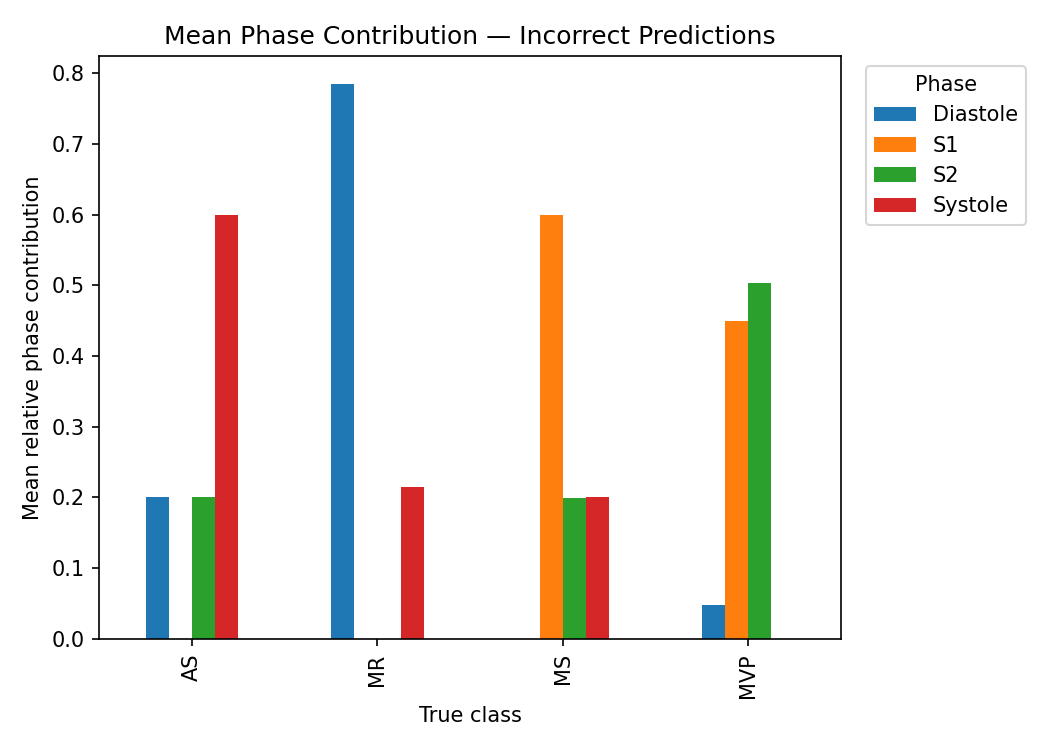 Mean Phase Contribution — Incorrect Predictions
Phase
Diastole
S1
S2
Systole
Mean relative phase contribution
0.8
0.7
0.6
0.5
0.4
0.3
0.2
0.1
0.0
AS
MR
MS
MVP
True class